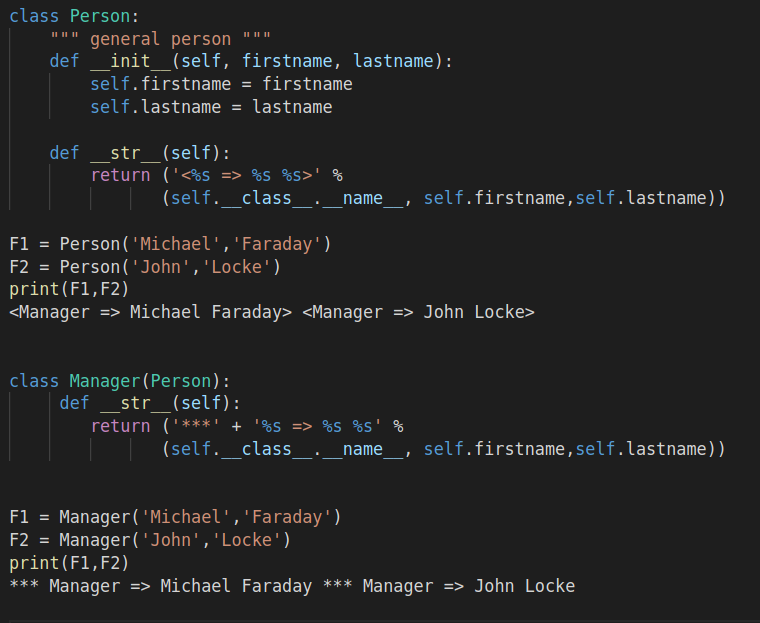 class Person:
    """ general person """
    def __init__(self, firstname, lastname):
        self.firstname = firstname
        self.lastname = lastname

    def __str__(self):
        return ('<%s => %s %s>' %
               (self.__class__.__name__, self.firstname,self.lastname))

F1 = Person('Michael','Faraday')
F2 = Person('John','Locke')
print(F1,F2)
<Manager => Michael Faraday> <Manager => John Locke>


class Manager(Person):
     def __str__(self):
        return ('***' + '%s => %s %s' %
               (self.__class__.__name__, self.firstname,self.lastname))


F1 = Manager('Michael','Faraday')
F2 = Manager('John','Locke')
print(F1,F2)
*** Manager => Michael Faraday *** Manager => John Locke